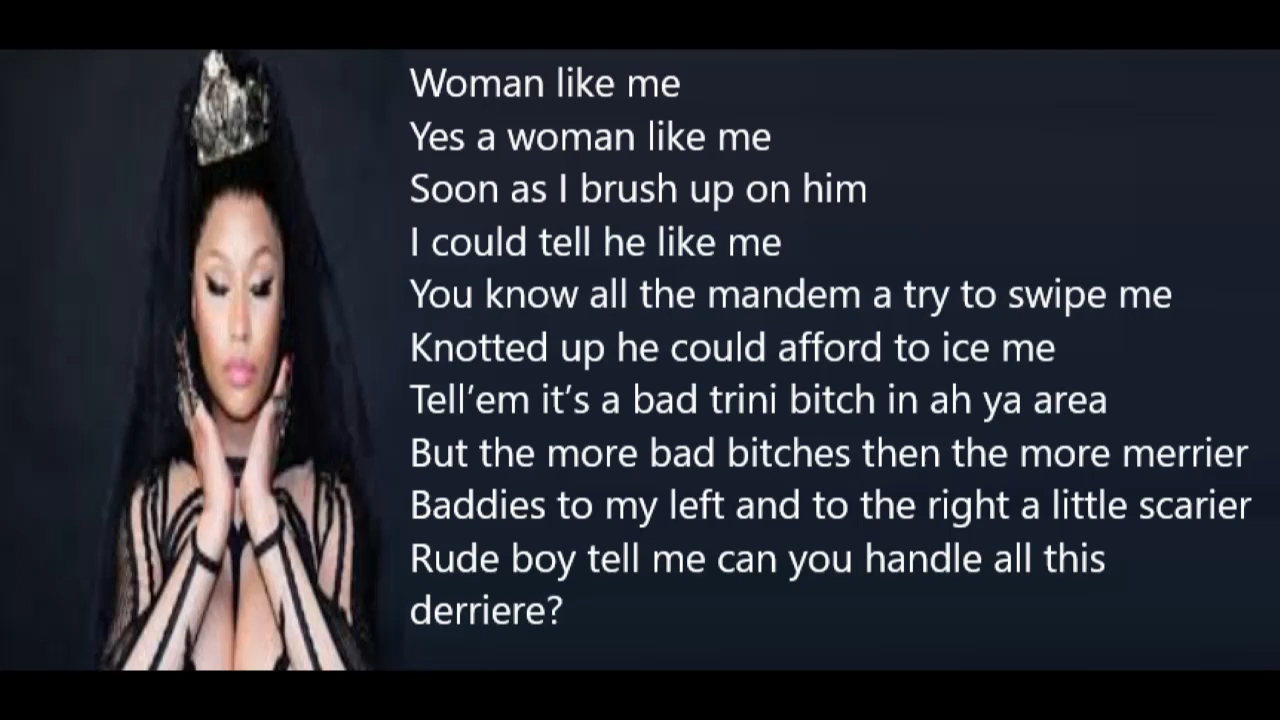 Woman like me
Yes a woman like me
Soon as I brush up on him
I could tell he like me
You know all the mandem a try to swipe me
Knotted up he could afford to ice me
Tell’em it’s a bad trini bitch in ah ya area
But the more bad bitches then the more merrier
Baddies to my left and to the right a little scarier
Rude boy tell me can you handle all this
derriere?